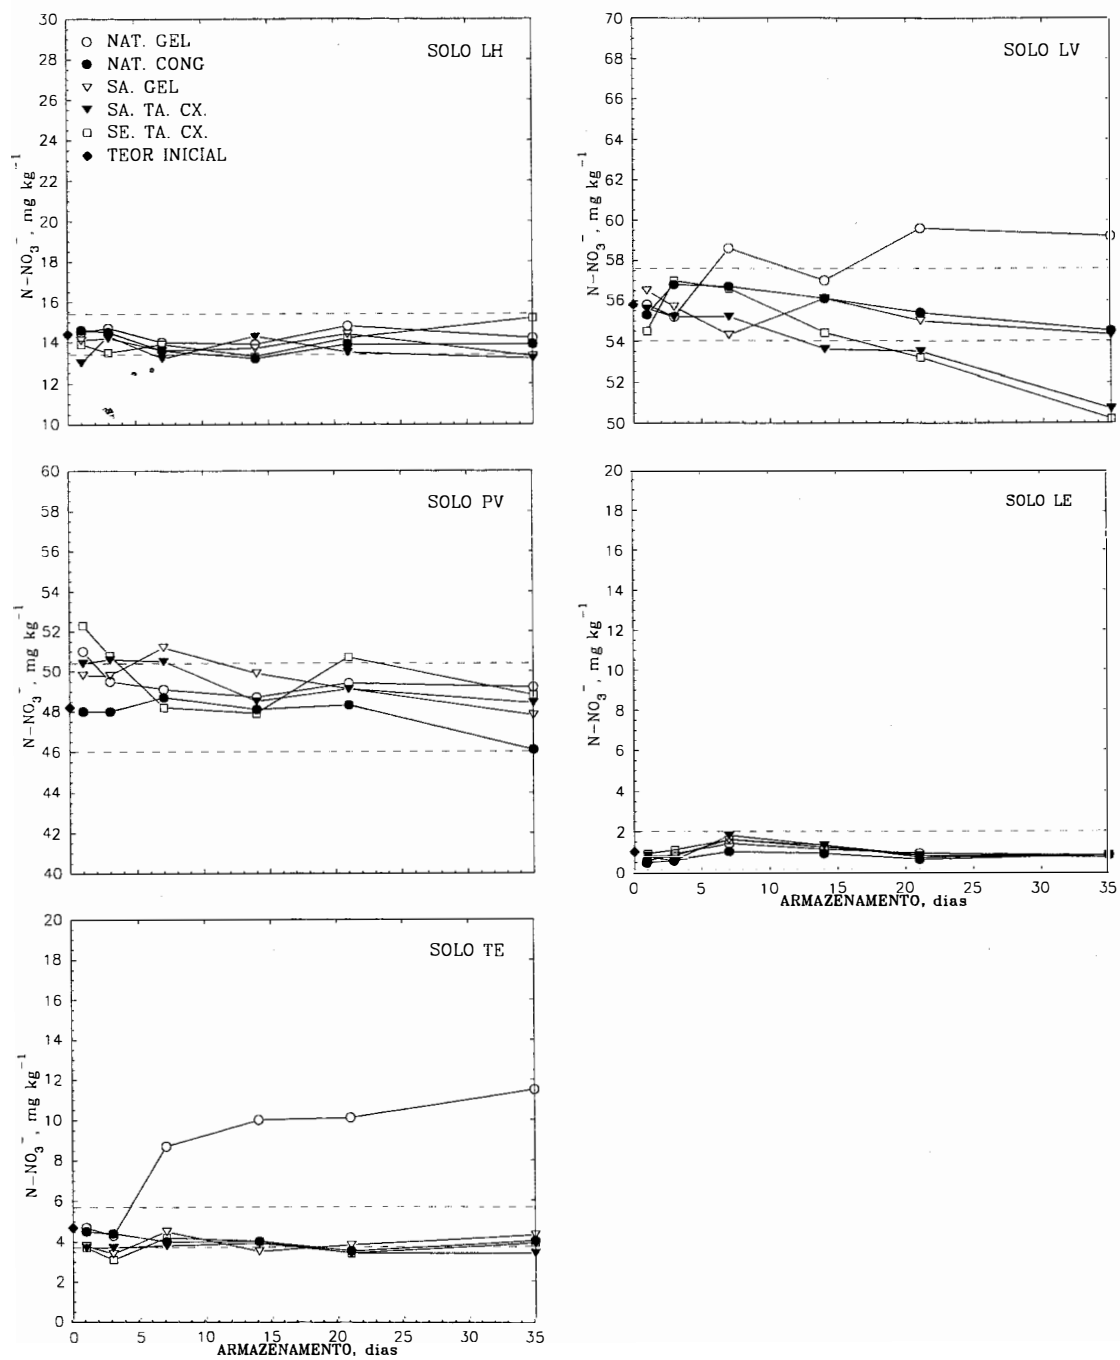 30
28
26
24
22
20
18
16
14
12
10
N-NO3-, mg kg-1
NAT. GEL
NAT. CONG
SA. GEL
SA. TA. CX.
SE. TA. CX.
TEOR INICIAL
SOLO LH
70
68
66
64
62
60
58
56
54
52
50
N-NO3-, mg kg-1
SOLO LV
60
58
56
54
52
50
48
46
44
42
40
N-NO3-, mg kg-1
SOLO PV
20
18
16
14
12
10
8
6
4
2
0
N-NO3-, mg kg-1
SOLO LE
0 5 10 15 20 25 30 35
ARMAZENAMENTO, dias
20
18
16
14
12
10
8
6
4
2
0
N-NO3-, mg kg-1
SOLO TE
0 5 10 15 20 25 30 35
ARMAZENAMENTO, dias